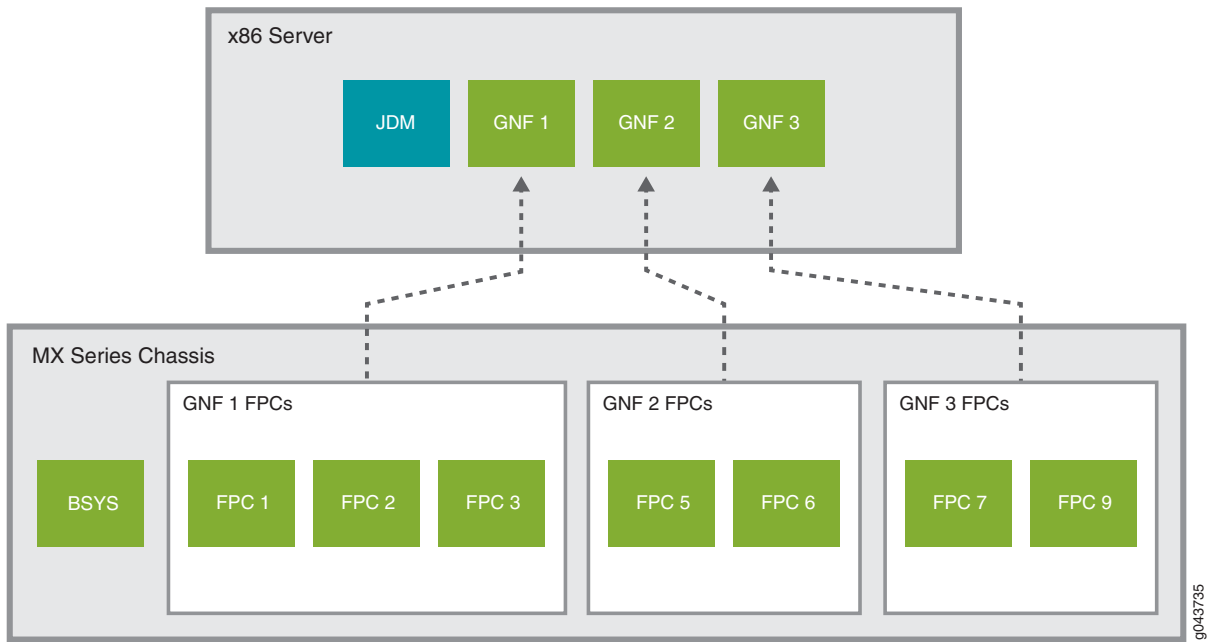 x86 Server
JDM
GNF 1
GNF 2
GNF 3
MX Series Chassis
GNF 1 FPCs
GNF 2 FPCs
GNF 3 FPCs
BSYS
FPC 1
FPC 2
FPC 3
FPC 5
FPC 6
FPC 7
FPC 9
g043735